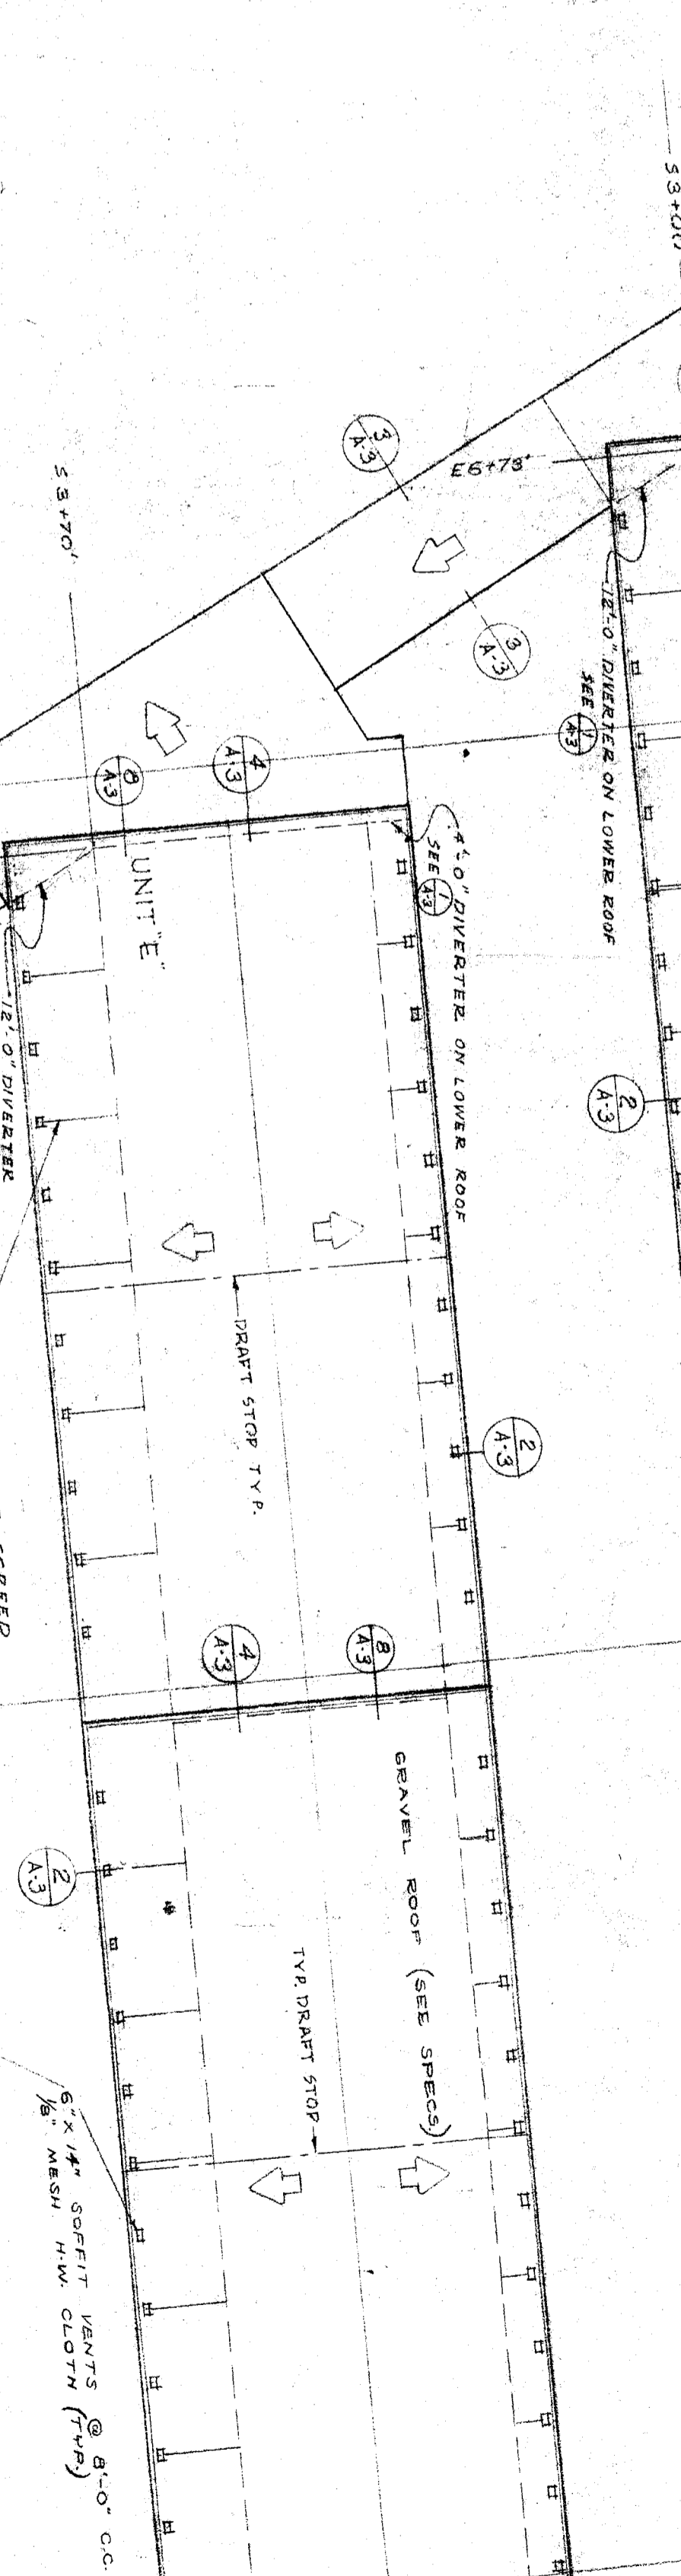 3
A-3
E6+73'
S 3+70'
3
A-3
12'-0" DIVERTER ON LOWER ROOF
SEE 1
A-3
8
A-3
4
A-3
UNIT "E"
4'-0" DIVERTER ON LOWER ROOF
SEE 1
A-3
12'-0" DIVERTER
2
A-3
DRAFT STOP TYP.
2
A-3
4
A-3
8
A-3
GRAVEL ROOF (SEE SPECS)
2
A-3
TYP. DRAFT STOP
6" X 14" SOFFIT VENTS @ 8'-0" C.C.
1/8" MESH H.W. CLOTH (TYP.)